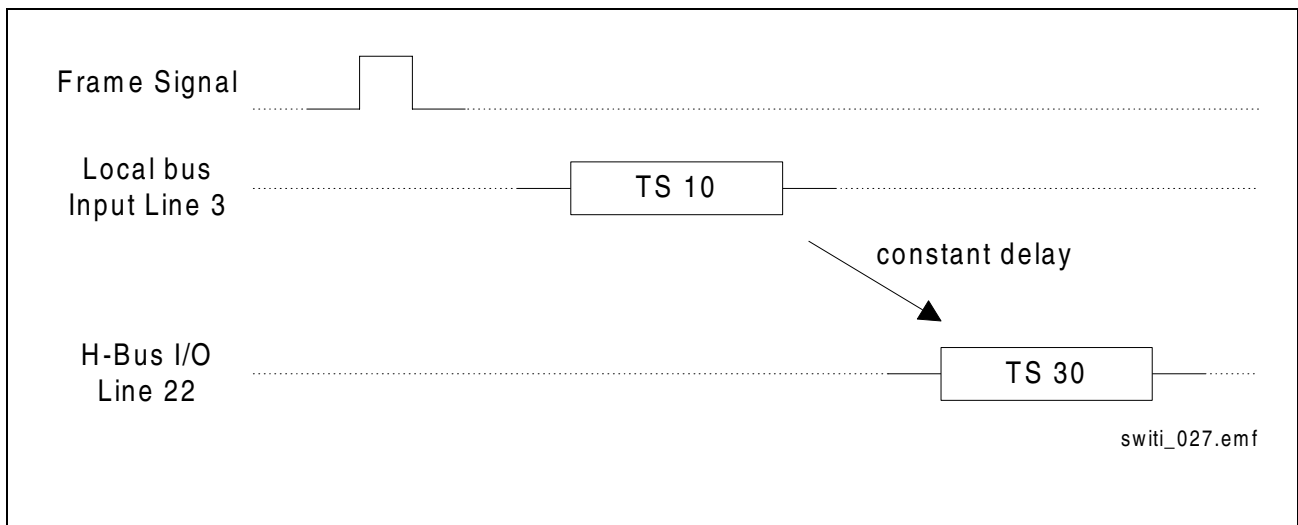 Frame Signal
Local bus
Input Line 3
TS 10
constant delay
H-Bus I/O
Line 22
TS 30
switi_027.emf